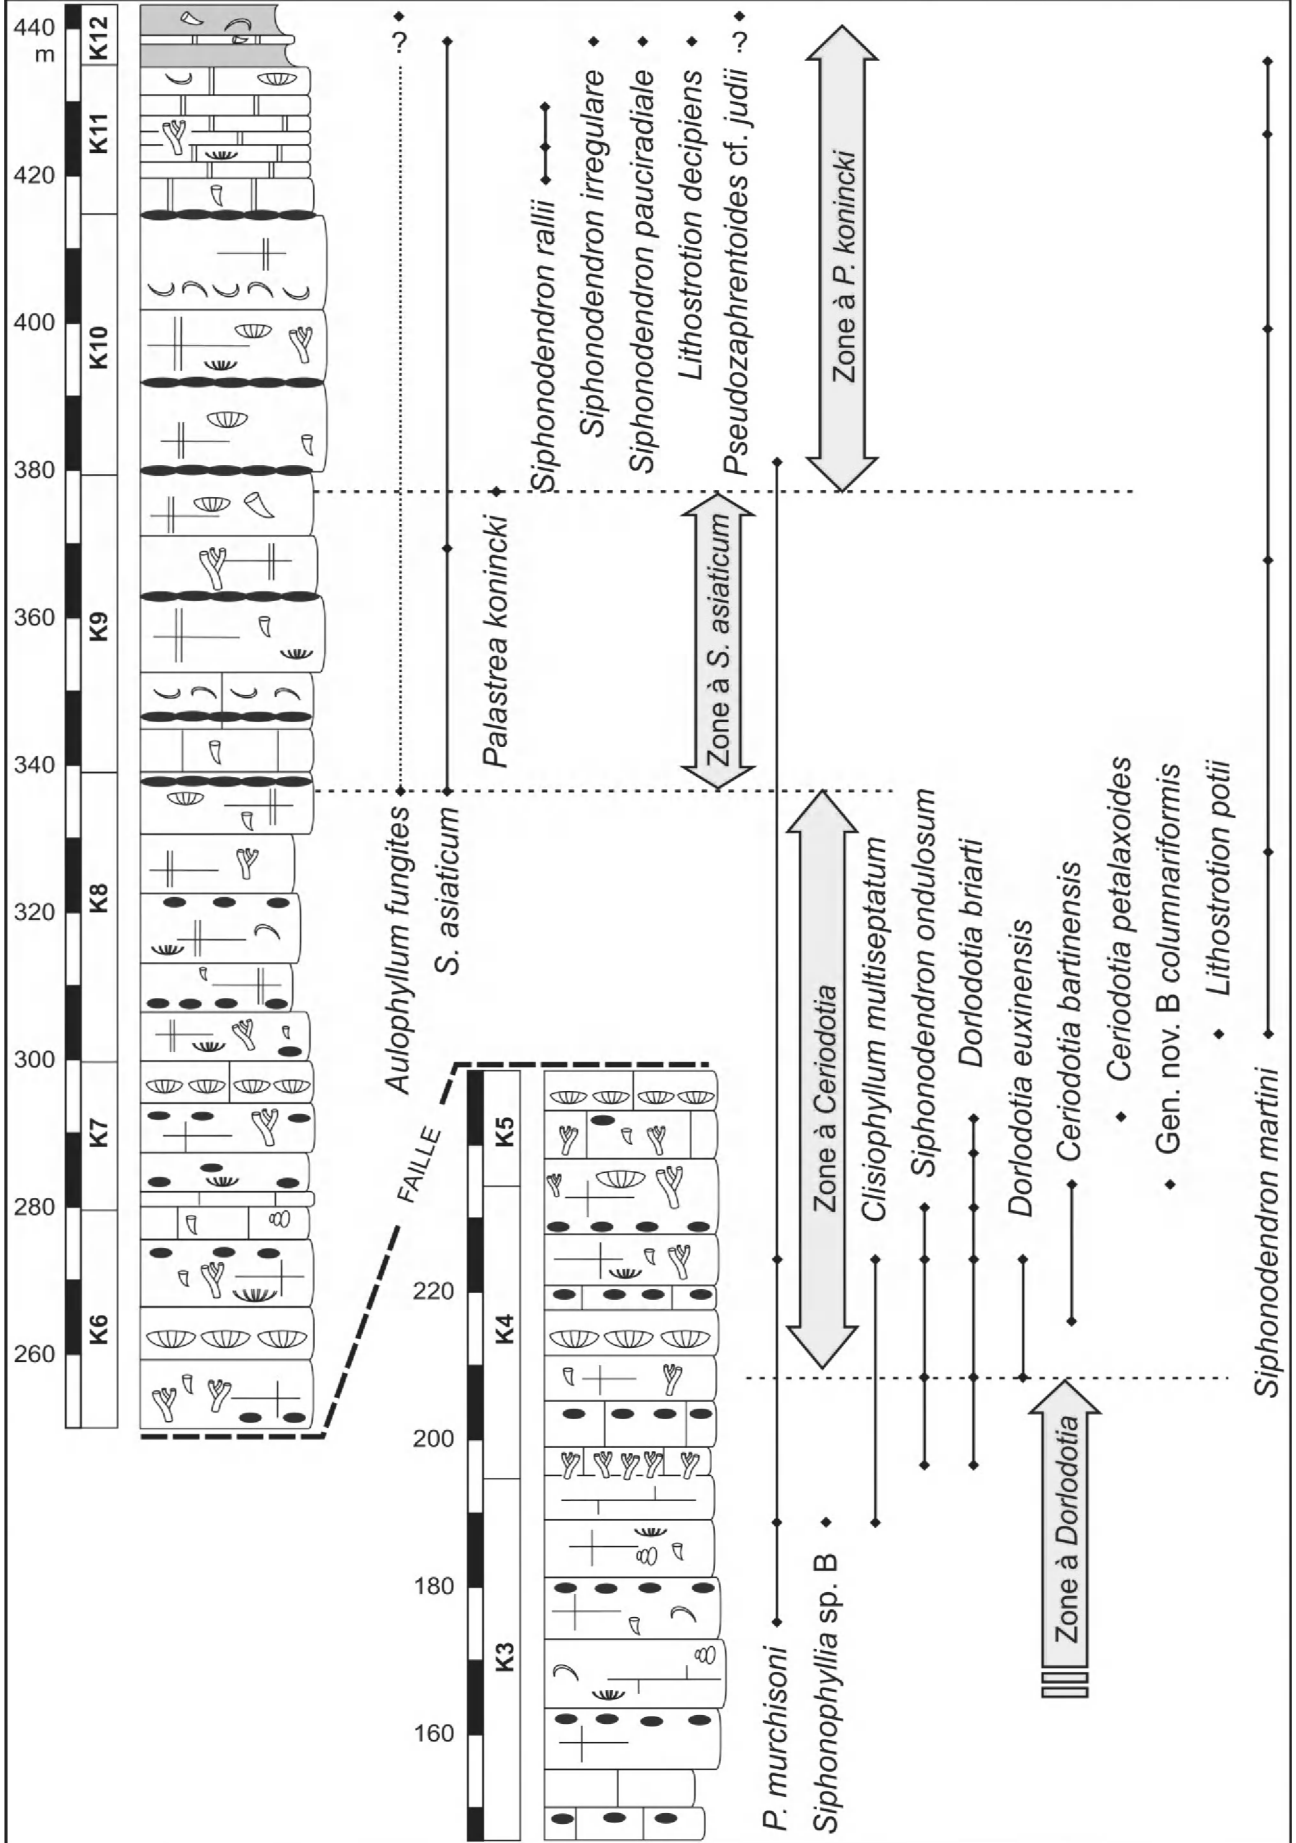 440
m
420
400
380
360
340
320
300
280
260
K12
K11
K10
K9
K8
K7
K6
?
?
Siphonodendron rallii
Siphonodendron irregulare
Siphonodendron pauciradiale
Lithostrotion decipiens
Pseudozaphrentoides cf. judii
Zone à P. konincki
Palastrea konincki
Zone à S. asiaticum
Aulophyllum fungites
S. asiaticum
FAILLE
K5
K4
K3
220
200
180
160
Zone à Ceriodotia
Clisiophyllum multiseptatum
Siphonodendron ondulosum
Dorlodotia briarti
Dorlodotia euxinensis
Ceriodotia bartinensis
Ceriodotia petalaxoides
Gen. nov. B columnariformis
Lithostrotion potii
Siphonodendron martini
P. murchisoni
Siphonophyllia sp. B
Zone à Dorlodotia